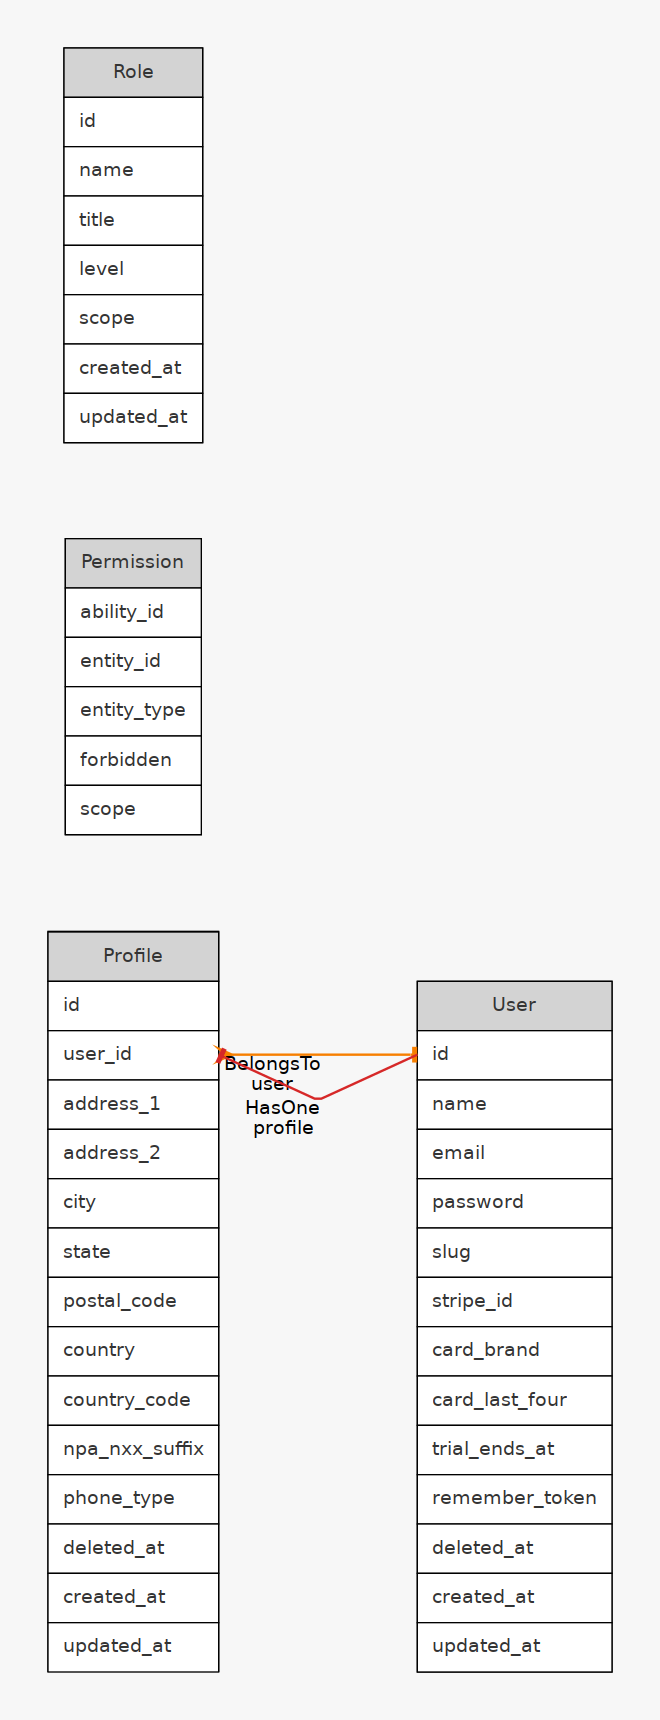 Role
id
name
title
level
scope
created_at
updated_at
Permission
ability_id
entity_id
entity_type
forbidden
scope
Profile
id
user_id
address_1
address_2
city
state
postal_code
country
country_code
npa_nxx_suffix
phone_type
deleted_at
created_at
updated_at
BelongsTo
user
HasOne
profile
User
id
name
email
password
slug
stripe_id
card_brand
card_last_four
trial_ends_at
remember_token
deleted_at
created_at
updated_at